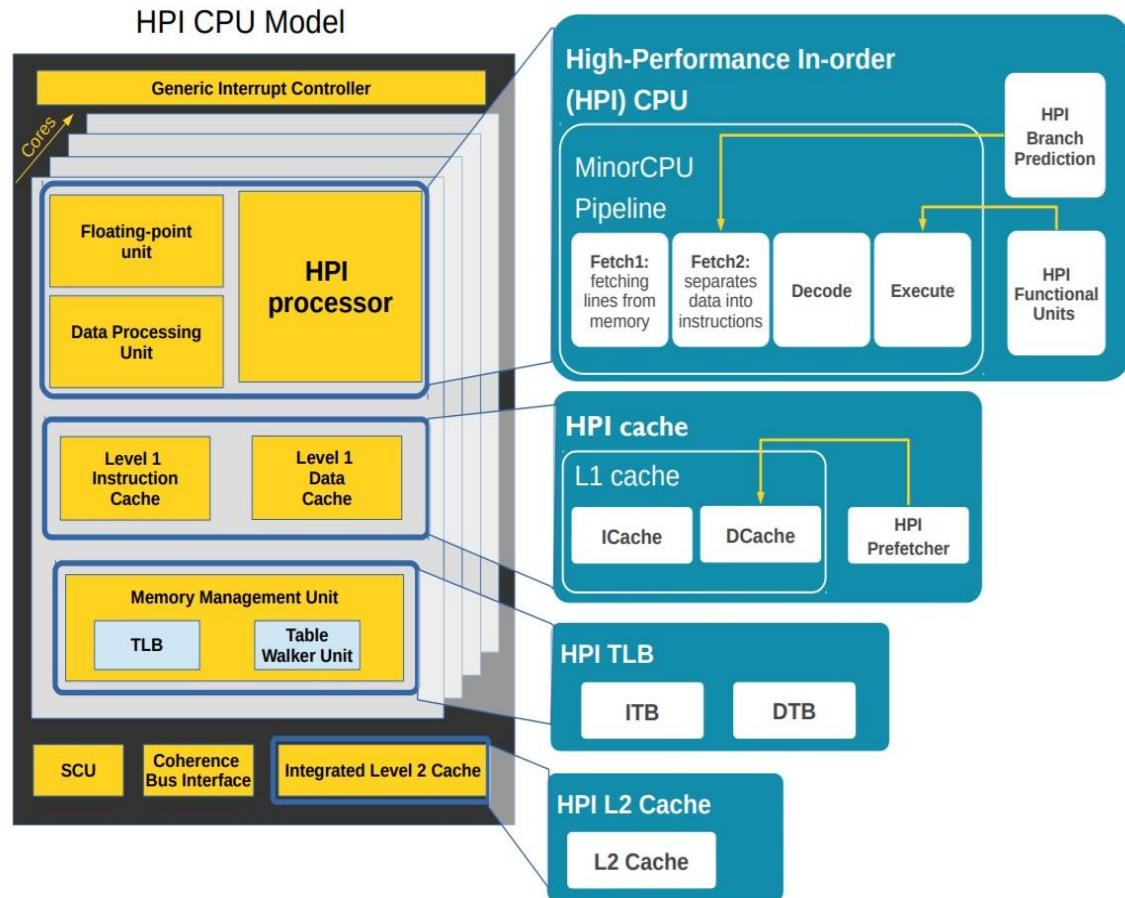 HPI CPU Model
Generic Interrupt Controller
Cores
Floating-point
unit
Data Processing
Unit
HPI
processor
Level 1
Instruction
Cache
Level 1
Data
Cache
Memory Management Unit
TLB
Table
Walker Unit
SCU
Coherence
Bus Interface
Integrated Level 2 Cache
High-Performance In-order
(HPI) CPU
HPI
Branch
Prediction
MinorCPU
Pipeline
Fetch1:
fetching
lines from
memory
Fetch2:
separates
data into
instructions
Decode
Execute
HPI
Functional
Units
HPI cache
L1 cache
ICache
DCache
HPI
Prefetcher
HPI TLB
ITB
DTB
HPI L2 Cache
L2 Cache